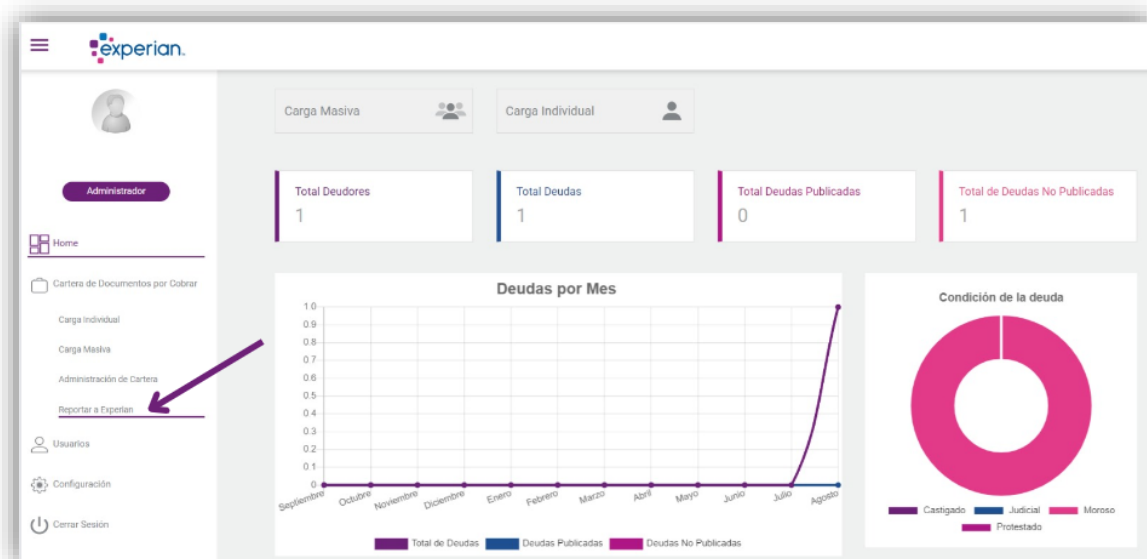 experian.
Administrador
Home
Cartera de Documentos por Cobrar
Carga Individual
Carga Masiva
Administración de Cartera
Reportar a Experian
Usuarios
Configuración
Cerrar Sesión
Carga Masiva
Carga Individual
Total Deudores
1
Total Deudas
1
Total Deudas Publicadas
0
Total de Deudas No Publicadas
1
Deudas por Mes
1.0
0.9
0.8
0.7
0.6
0.5
0.4
0.3
0.2
0.1
0
Septiembre Octubre Noviembre Diciembre Enero Febrero Marzo Abril Mayo Junio Julio Agosto
Total de Deudas Deudas Publicadas Deudas No Publicadas
Condición de la deuda
Castigado Judicial Moroso
Protestado